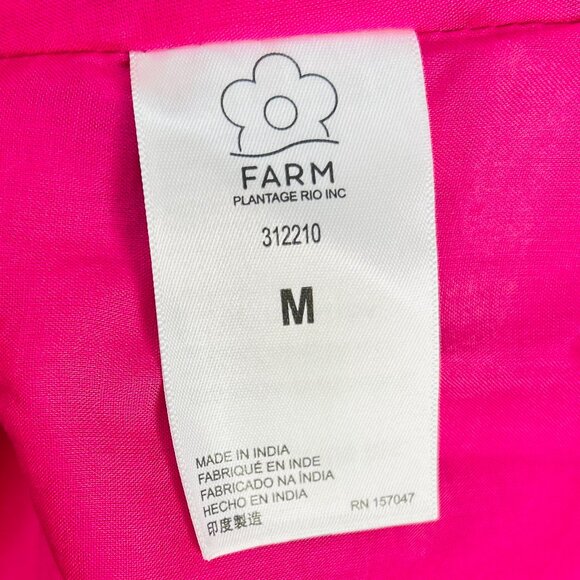 FARM
PLANTAGE RIO INC
312210
M
MADE IN INDIA
FABRIQUÉ EN INDE
FABRICADO NA ÍNDIA
HECHO EN INDIA
印度製造
RN 157047